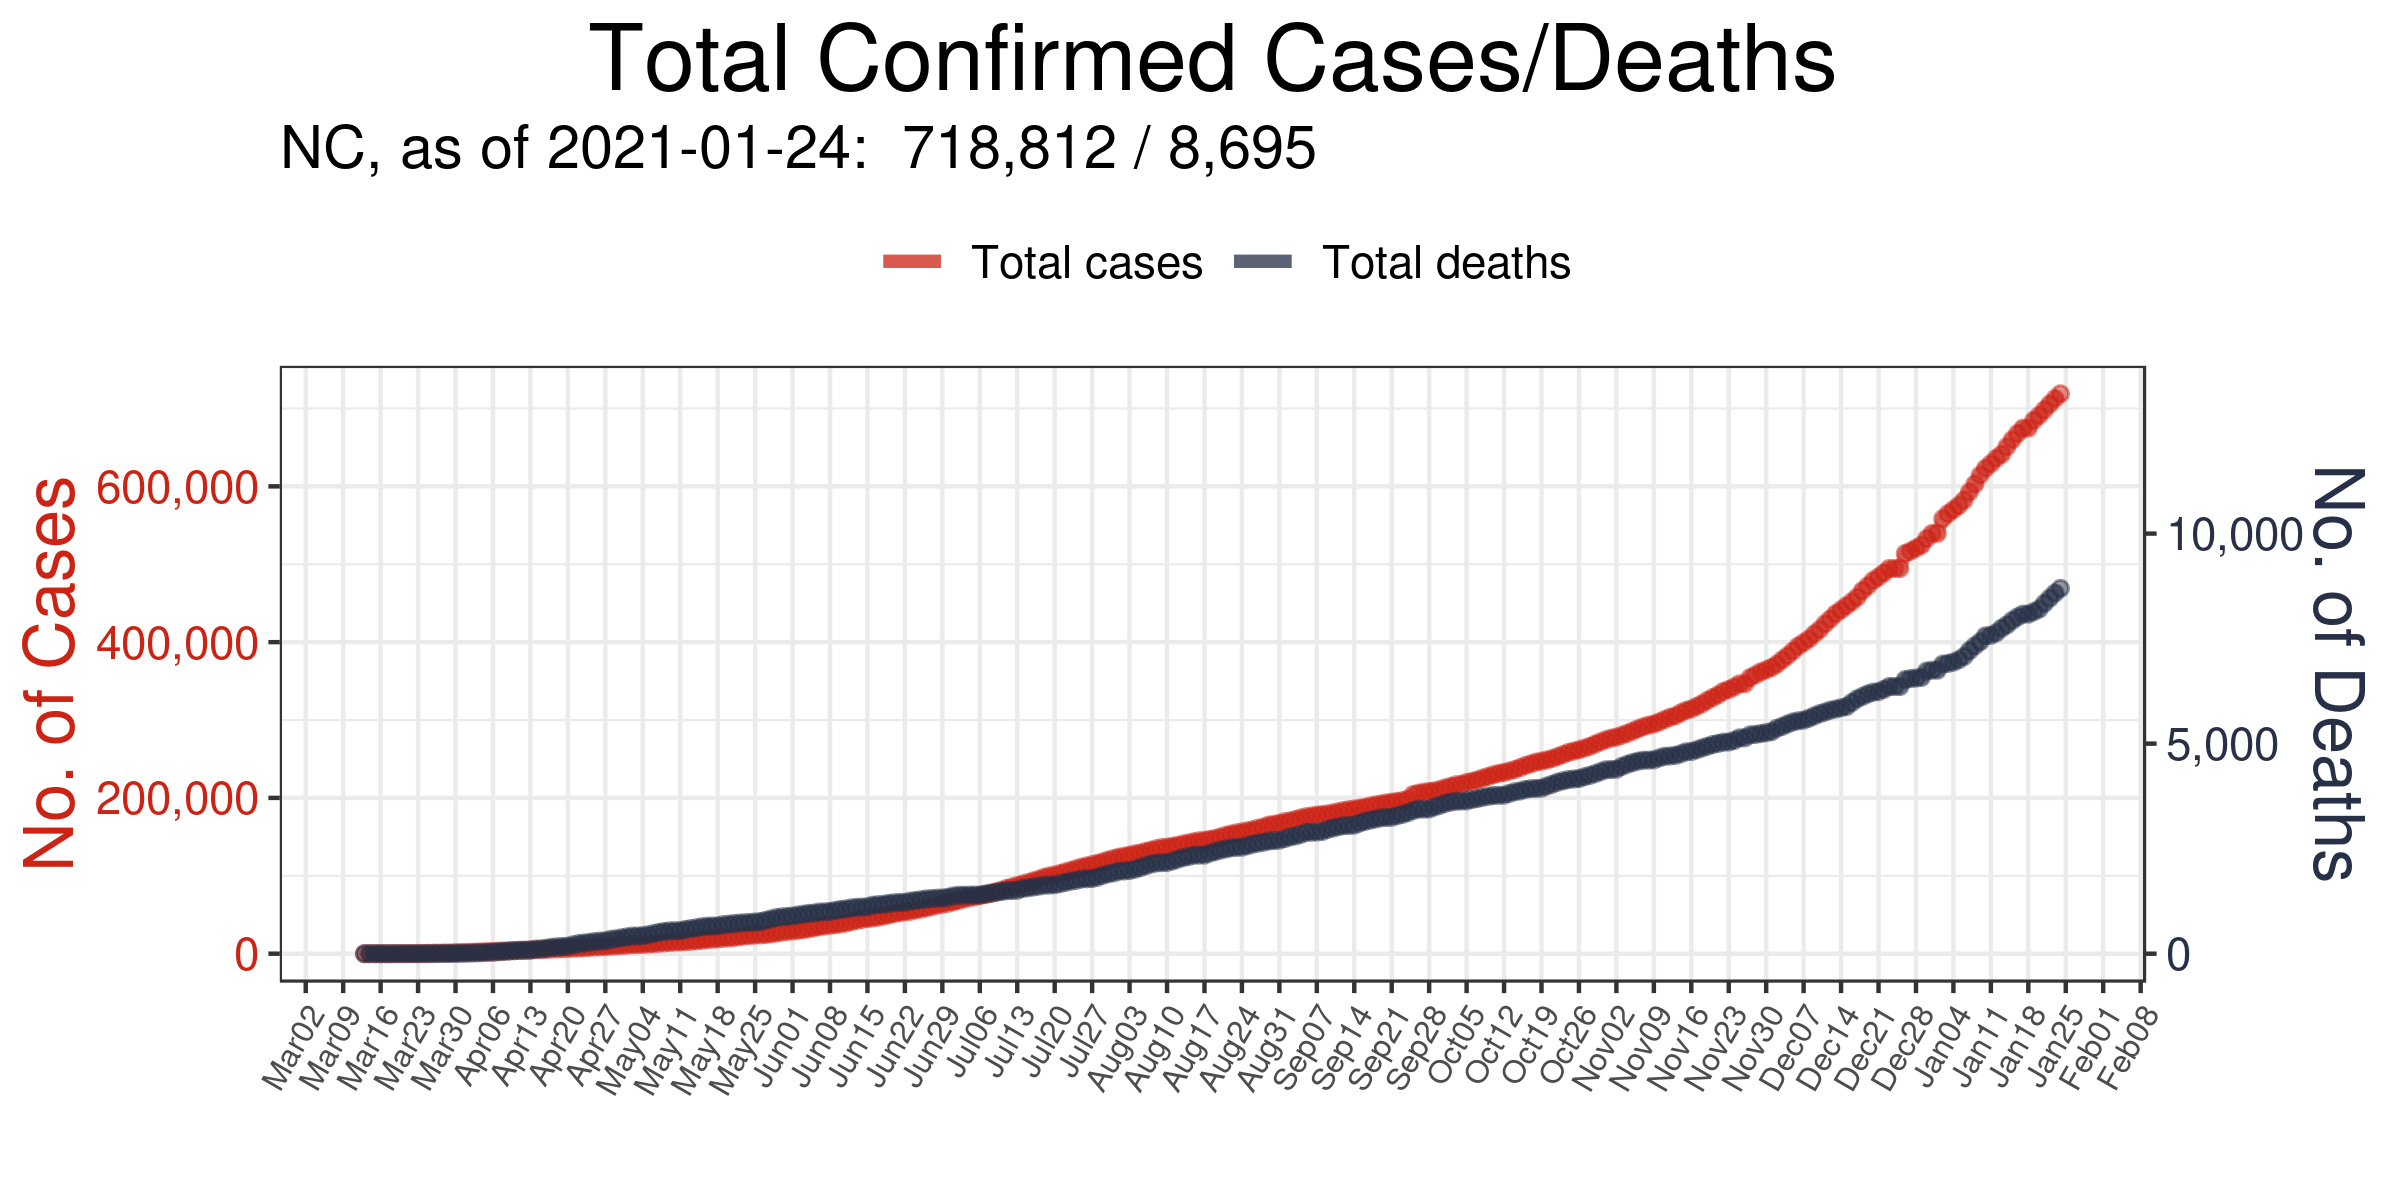 Total Confirmed Cases/Deaths
NC, as of 2021-01-24:  718,812 / 8,695
Total cases
Total deaths
No. of Cases
600,000
400,000
200,000
0
10,000
5,000
0
No. of Deaths
Mar02
Mar09
Mar16
Mar23
Mar30
Apr06
Apr13
Apr20
Apr27
May04
May11
May18
May25
Jun01
Jun08
Jun15
Jun22
Jun29
Jul06
Jul13
Jul20
Jul27
Aug03
Aug10
Aug17
Aug24
Aug31
Sep07
Sep14
Sep21
Sep28
Oct05
Oct12
Oct19
Oct26
Nov02
Nov09
Nov16
Nov23
Nov30
Dec07
Dec14
Dec21
Dec28
Jan04
Jan11
Jan18
Jan25
Feb01
Feb08